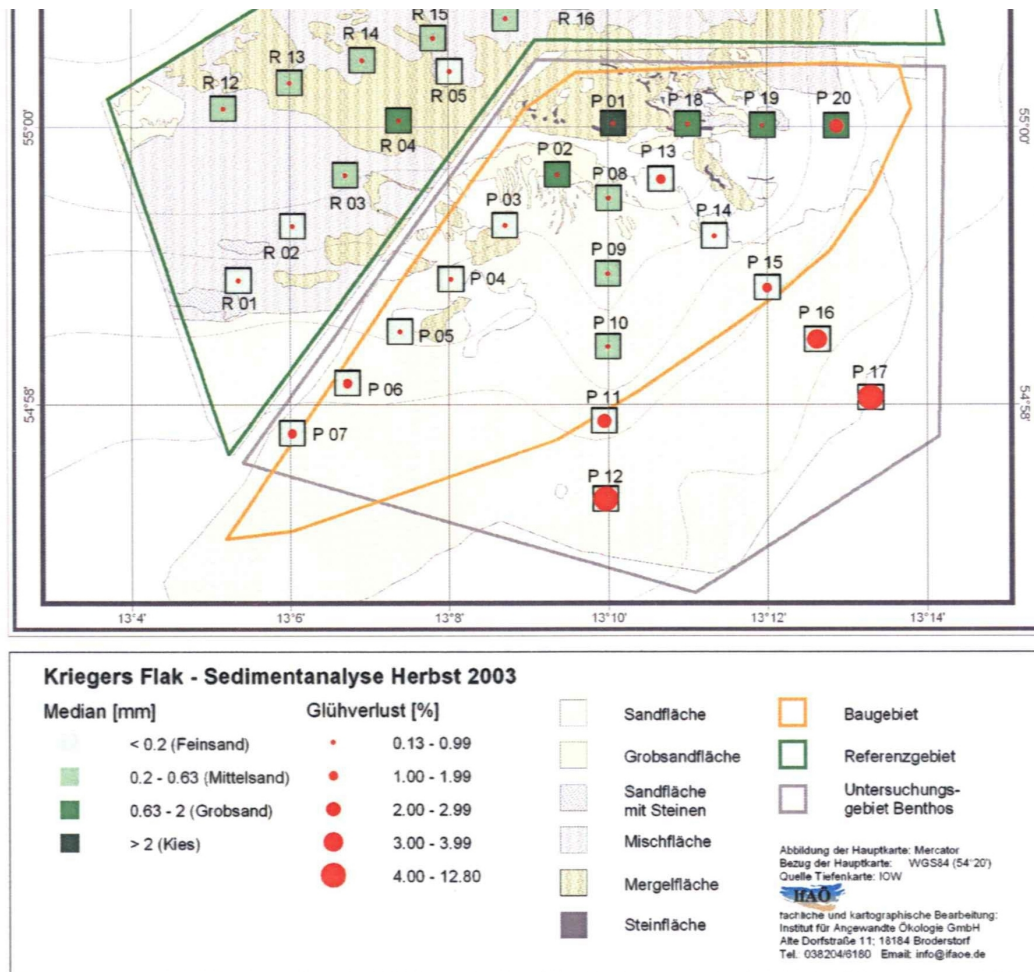 R 15
R 16
R 14
R 13
R 05
R 12
P 01
P 18
P 19
P 20
55°00'
R 04
55°00'
P 02
P 13
P 08
R 03
P 03
P 14
R 02
P 09
P 15
P 04
R 01
P 16
P 10
P 05
P 17
P 06
P 11
54°58'
54°58'
P 07
P 12
13°4'
13°6'
13°8'
13°10'
13°12'
13°14'
Kriegers Flak - Sedimentanalyse Herbst 2003
Median [mm]
< 0.2 (Feinsand)
0.2 - 0.63 (Mittelsand)
0.63 - 2 (Grobsand)
> 2 (Kies)
Glühverlust [%]
0.13 - 0.99
1.00 - 1.99
2.00 - 2.99
3.00 - 3.99
4.00 - 12.80
Sandfläche
Grobsandfläche
Sandfläche
mit Steinen
Mischfläche
Mergelfläche
Steinfläche
Baugebiet
Referenzgebiet
Untersuchungs-
gebiet Benthos
Abbildung der Hauptkarte: Mercator
Bezug der Hauptkarte: WGS84 (54°20')
Quelle Tiefenkarte: IOW
IfAÖ
fachliche und kartographische Bearbeitung:
Institut für Angewandte Ökologie GmbH
Alte Dorfstraße 11; 18184 Broderstorf
Tel. 038204/6180 Email: info@ifaoe.de